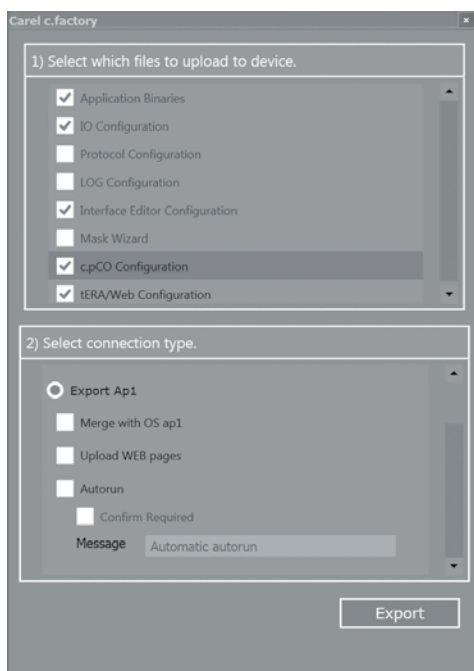 Carel c.factory
1) Select which files to upload to device.
Application Binaries
IO Configuration
Protocol Configuration
LOG Configuration
Interface Editor Configuration
Mask Wizard
c.pCO Configuration
tERA/Web Configuration
2) Select connection type.
Export Ap1
Merge with OS ap1
Upload WEB pages
Autorun
Confirm Required
Message Automatic autorun
Export